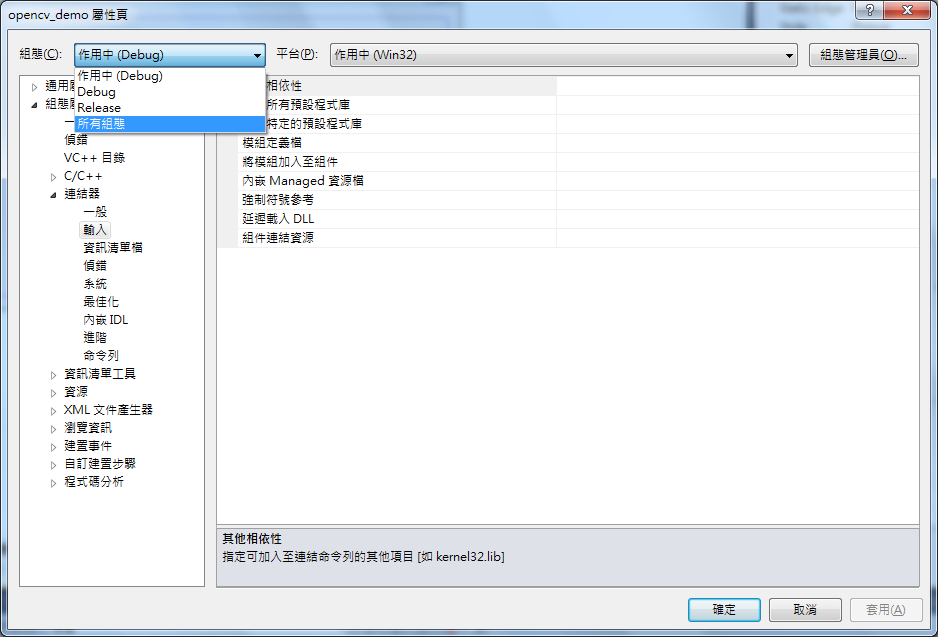 opencv_demo 屬性頁
組態(C):
作用中 (Debug)
平台(P):
作用中 (Win32)
組態管理員(O)...
作用中 (Debug)
Debug
Release
所有組態
通用
組態
一
偵錯
VC++ 目錄
C/C++
連結器
一般
輸入
資訊清單檔
偵錯
系統
最佳化
內嵌 IDL
進階
命令列
資訊清單工具
資源
XML 文件產生器
瀏覽資訊
建置事件
自訂建置步驟
程式碼分析
相依性
所有預設程式庫
特定的預設程式庫
模組定義檔
將模組加入至組件
內嵌 Managed 資源檔
強制符號參考
延遲載入 DLL
組件連結資源
其他相依性
指定可加入至連結命令列的其他項目 [如 kernel32.lib]
確定
取消
套用(A)